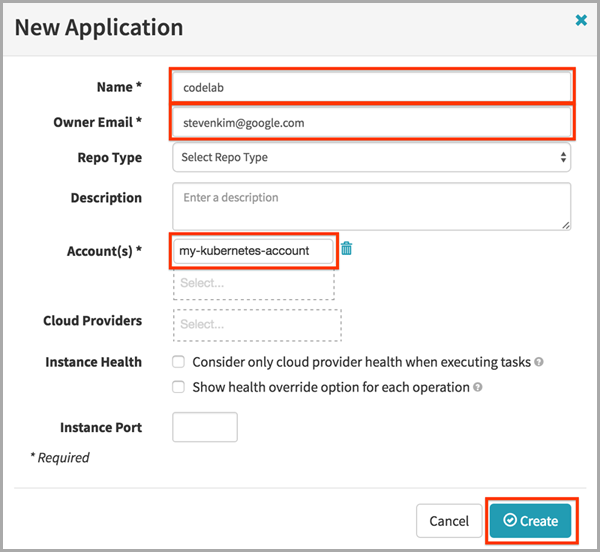 New Application
Name *
codelab
Owner Email *
stevenkim@google.com
Repo Type
Select Repo Type
Description
Enter a description
Account(s) *
my-kubernetes-account
Select...
Cloud Providers
Select...
Instance Health
Consider only cloud provider health when executing tasks ?
Show health override option for each operation ?
Instance Port
* Required
Cancel
Create